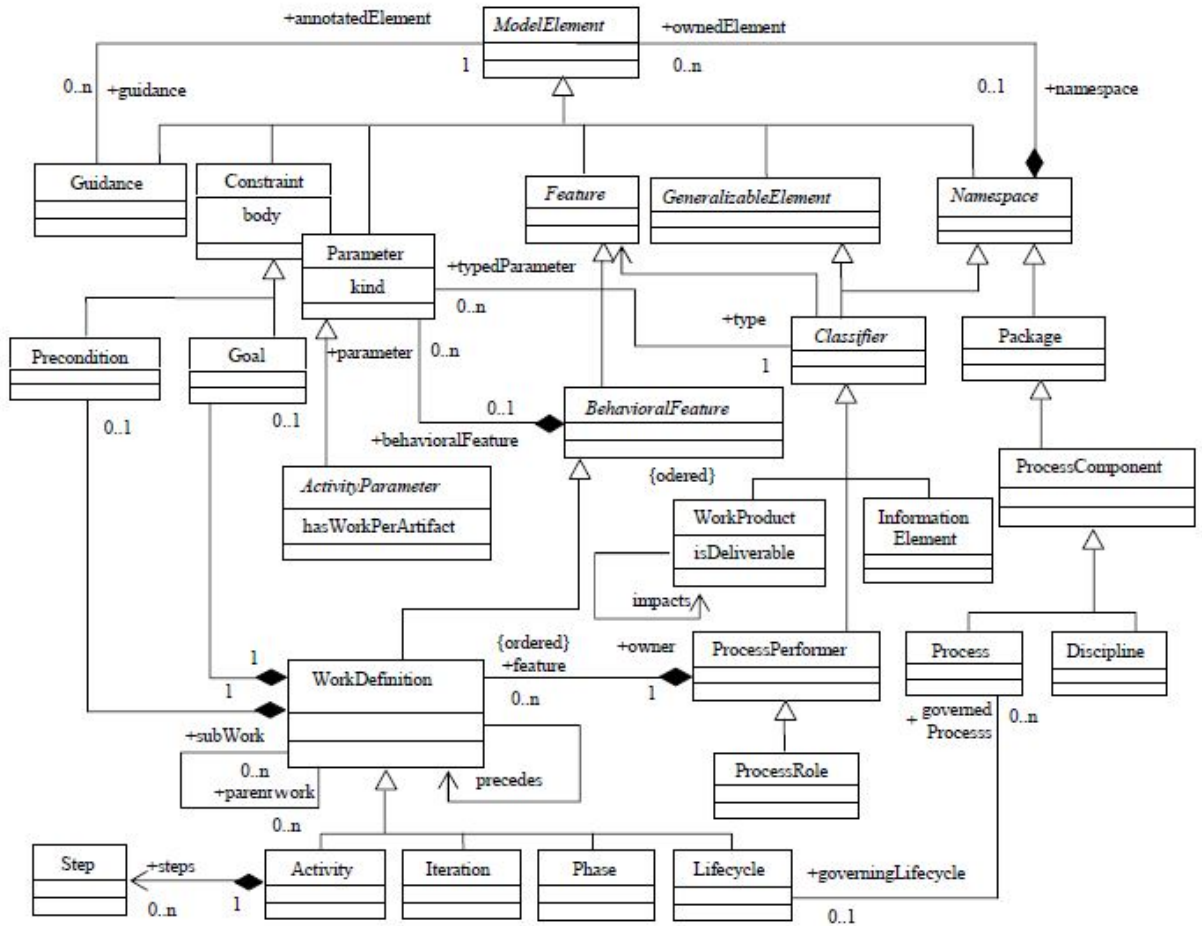 +annotatedElement
ModelElement
+ownedElement
1
0..n
0..n
+guidance
0..1
+namespace
Guidance
Constraint
body
Feature
GeneralizableElement
Namespace
Parameter
kind
+typedParameter
0..n
+type
1
Classifier
Package
Precondition
Goal
+parameter
0..n
0..1
0..1
0..1
+behavioralFeature
BehavioralFeature
{odered}
ProcessComponent
ActivityParameter
hasWorkPerArtifact
WorkProduct
isDeliverable
Information
Element
impacts
{ordered}
+feature
0..n
+owner
1
ProcessPerformer
Process
Discipline
1
1
WorkDefinition
+ governed
Processs
0..n
+subWork
0..n
+parentWork
0..n
precedes
ProcessRole
Step
+steps
0..n
1
Activity
Iteration
Phase
Lifecycle
+governingLifecycle
0..1